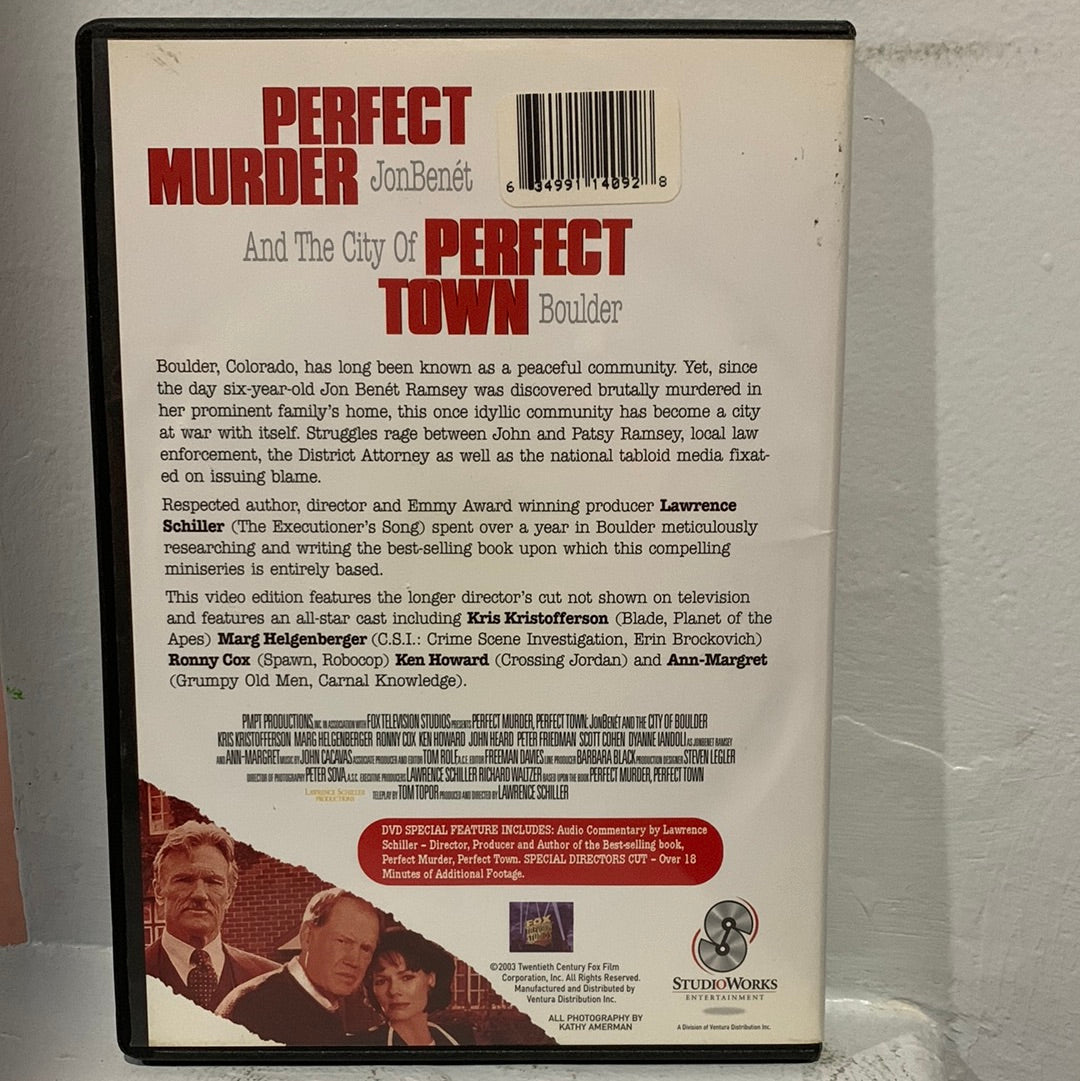 PERFECT
MURDER JonBenét
6 34991 14092 8
And The City Of PERFECT
TOWN Boulder
Boulder, Colorado, has long been known as a peaceful community. Yet, since
the day six-year-old Jon Benét Ramsey was discovered brutally murdered in
her prominent family's home, this once idyllic community has become a city
at war with itself. Struggles rage between John and Patsy Ramsey, local law
enforcement, the District Attorney as well as the national tabloid media fixat-
ed on issuing blame.
Respected author, director and Emmy Award winning producer Lawrence
Schiller (The Executioner's Song) spent over a year in Boulder meticulously
researching and writing the best-selling book upon which this compelling
miniseries is entirely based.
This video edition features the longer director's cut not shown on television
and features an all-star cast including Kris Kristofferson (Blade, Planet of the
Apes) Marg Helgenberger (C.S.I.: Crime Scene Investigation, Erin Brockovich)
Ronny Cox (Spawn, Robocop) Ken Howard (Crossing Jordan) and Ann-Margret
(Grumpy Old Men, Carnal Knowledge).
PMPT PRODUCTIONS, INC. IN ASSOCIATION WITH FOX TELEVISION STUDIOS PRESENTS PERFECT MURDER, PERFECT TOWN: JONBENÉT AND THE CITY OF BOULDER
KRIS KRISTOFFERSON MARG HELGENBERGER RONNY COX KEN HOWARD JOHN HEARD PETER FRIEDMAN SCOTT COHEN DYANNE IANDOLI AS JONBENET RAMSEY
AND ANN-MARGRET MUSIC BY JOHN CACAVAS ASSOCIATE PRODUCER AND EDITOR TOM ROLF A.C.E. EDITOR FREEMAN DAVIES LINE PRODUCER BARBARA BLACK PRODUCTION DESIGNER STEVEN LEGLER
DIRECTOR OF PHOTOGRAPHY PETER SOVA, A.S.C. EXECUTIVE PRODUCERS LAWRENCE SCHILLER RICHARD WALTZER BASED UPON THE BOOK PERFECT MURDER, PERFECT TOWN
LAWRENCE SCHILLER PRODUCTIONS TELEPLAY BY TOM TOPOR PRODUCED AND DIRECTED BY LAWRENCE SCHILLER
DVD SPECIAL FEATURE INCLUDES: Audio Commentary by Lawrence
Schiller – Director, Producer and Author of the Best-selling book,
Perfect Murder, Perfect Town. SPECIAL DIRECTORS CUT – Over 18
Minutes of Additional Footage.
FOX
©2003 Twentieth Century Fox Film
Corporation, Inc. All Rights Reserved.
Manufactured and Distributed by
Ventura Distribution Inc.
ALL PHOTOGRAPHY BY
KATHY AMERMAN
STUDIOWORKS
ENTERTAINMENT
A Division of Ventura Distribution Inc.